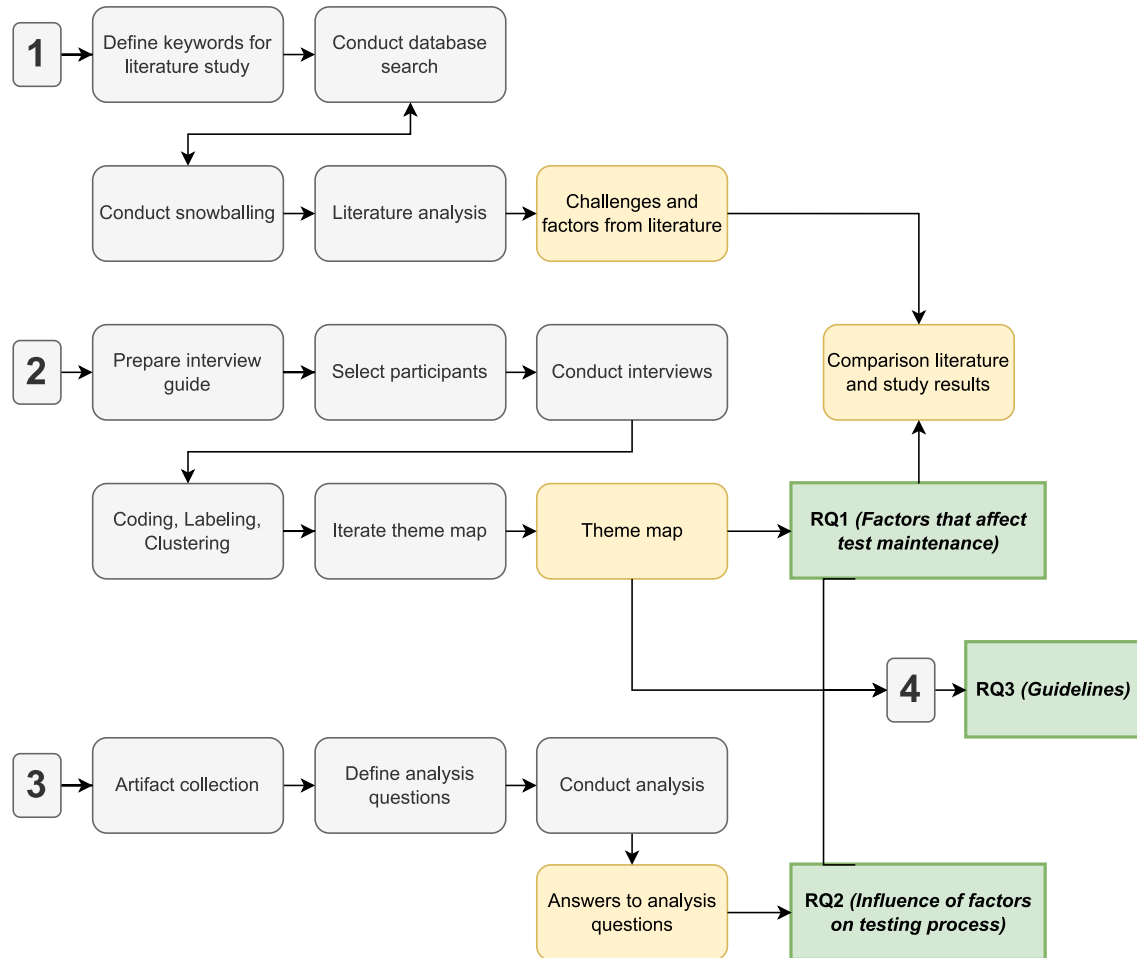 1
Define keywords for
literature study
Conduct database
search
Conduct snowballing
Literature analysis
Challenges and
factors from literature
2
Prepare interview
guide
Select participants
Conduct interviews
Comparison literature
and study results
Coding, Labeling,
Clustering
Iterate theme map
Theme map
RQ1 (Factors that affect
test maintenance)
4
RQ3 (Guidelines)
3
Artifact collection
Define analysis
questions
Conduct analysis
Answers to analysis
questions
RQ2 (Influence of factors
on testing process)